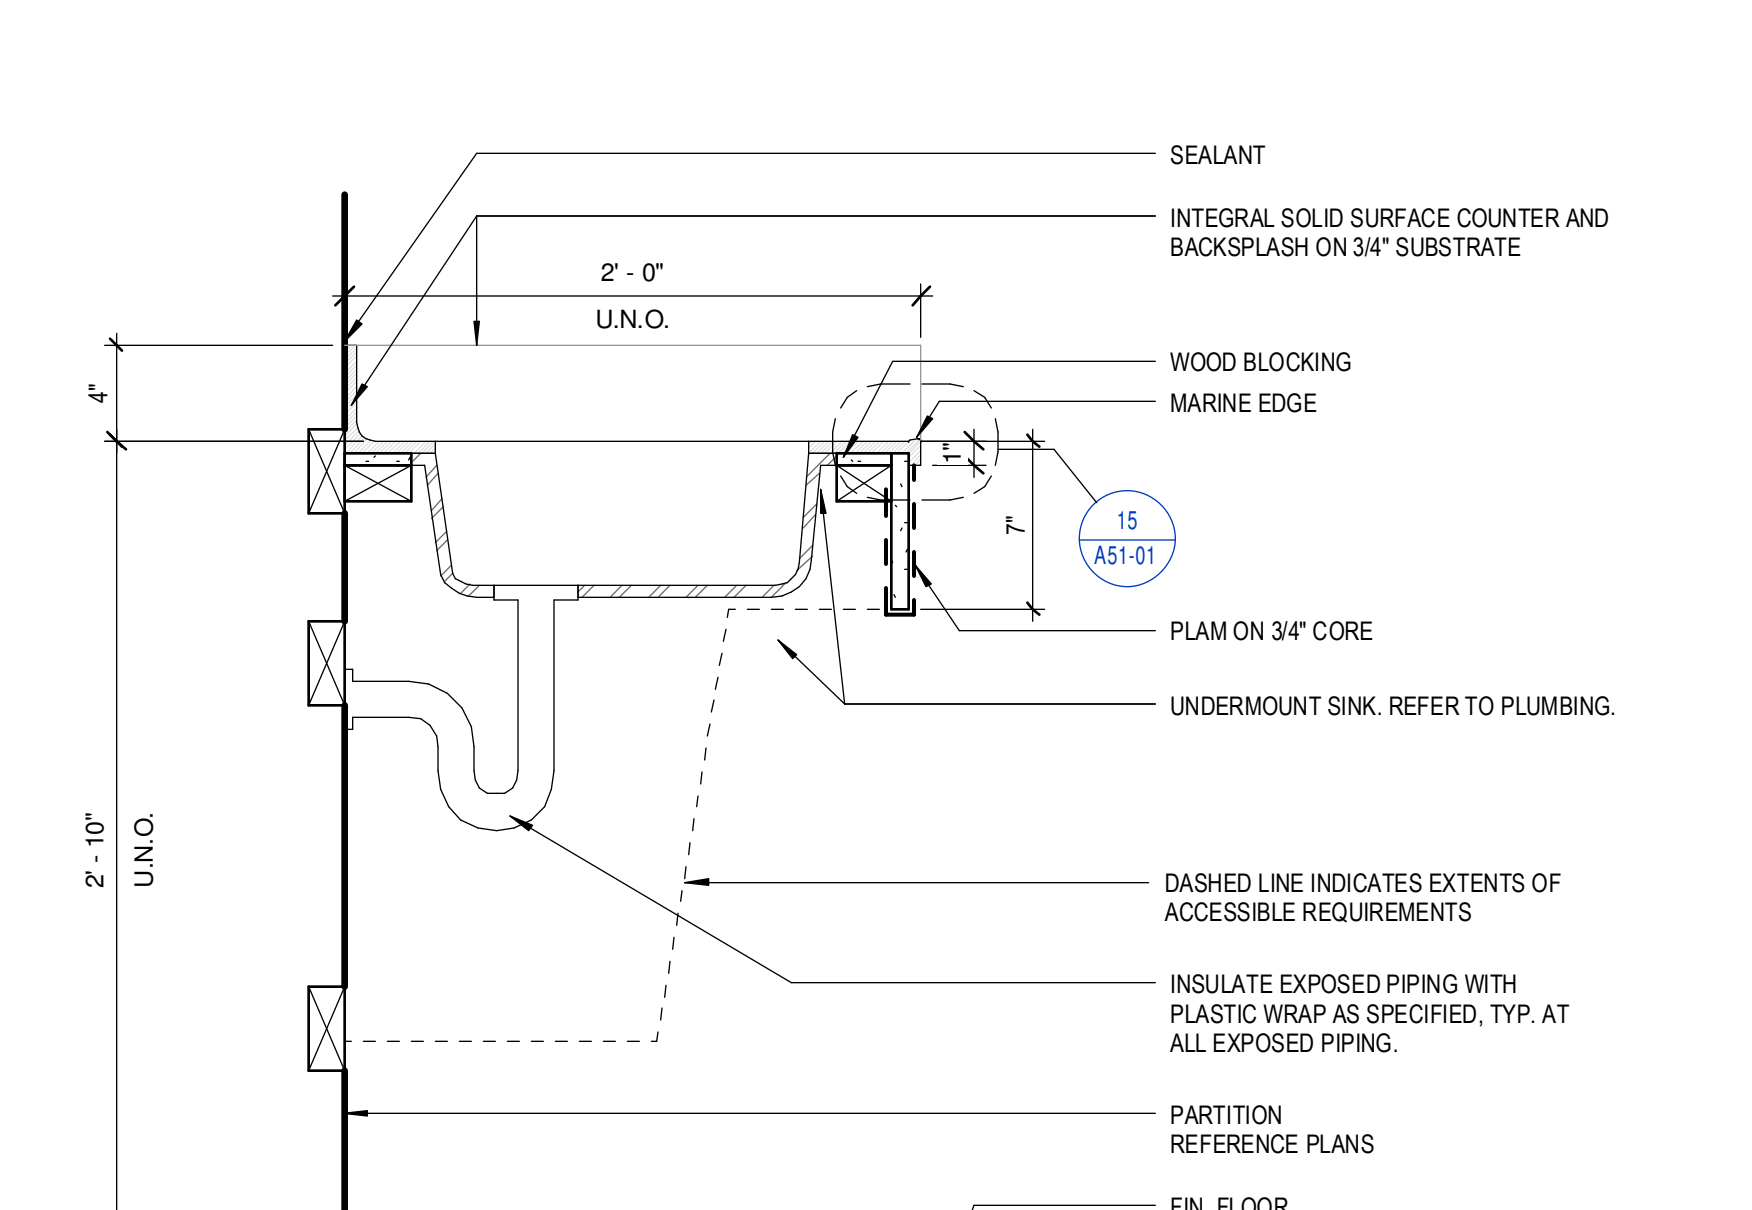 SEALANT
INTEGRAL SOLID SURFACE COUNTER AND
BACKSPLASH ON 3/4" SUBSTRATE
2' - 0"
U.N.O.
WOOD BLOCKING
4"
MARINE EDGE
1"
7"
15
A51-01
PLAM ON 3/4" CORE
UNDERMOUNT SINK. REFER TO PLUMBING.
2' - 10"
U.N.O.
DASHED LINE INDICATES EXTENTS OF
ACCESSIBLE REQUIREMENTS
INSULATE EXPOSED PIPING WITH
PLASTIC WRAP AS SPECIFIED, TYP. AT
ALL EXPOSED PIPING.
PARTITION
REFERENCE PLANS
FIN. FLOOR